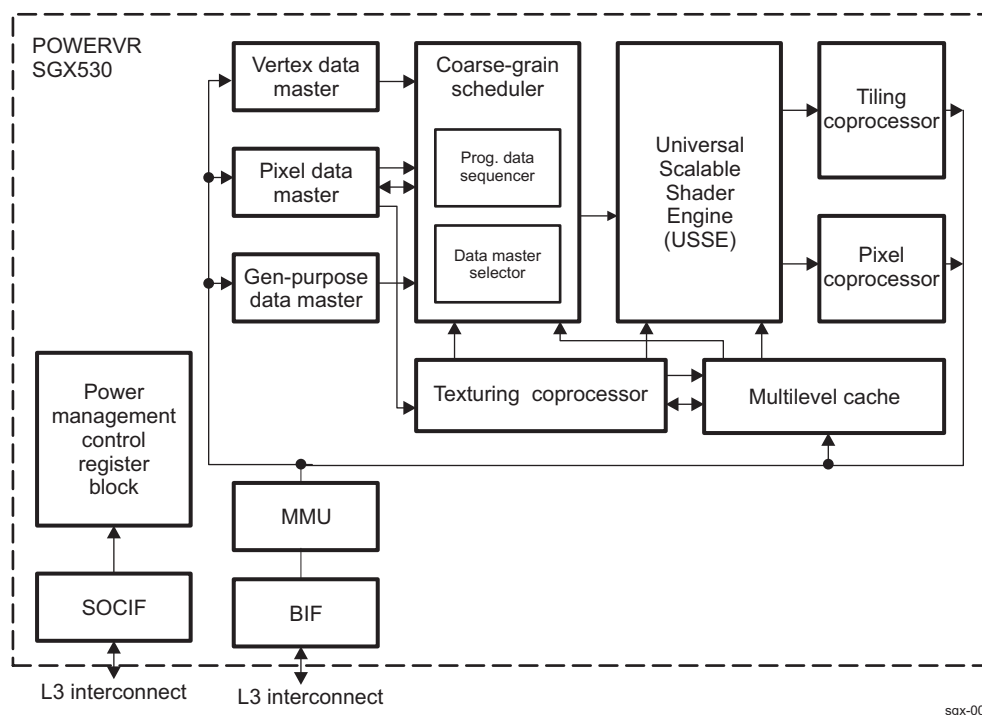 POWERVR
SGX530
Vertex data
master
Pixel data
master
Gen-purpose
data master
Coarse-grain
scheduler
Prog. data
sequencer
Data master
selector
Universal
Scalable
Shader
Engine
(USSE)
Tiling
coprocessor
Pixel
coprocessor
Texturing coprocessor
Multilevel cache
Power
management
control
register
block
MMU
SOCIF
BIF
L3 interconnect
L3 interconnect
sgx-00